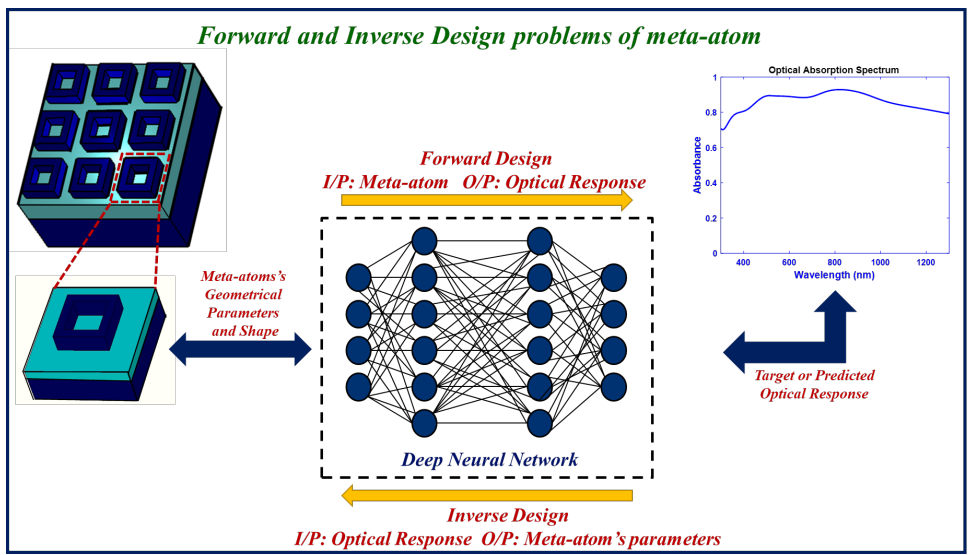 Forward and Inverse Design problems of meta-atom
Optical Absorption Spectrum
1
0.8
0.6
0.4
0.2
0
Absorbance
400
600
800
1000
1200
Wavelength (nm)
Forward Design
I/P: Meta-atom O/P: Optical Response
Meta-atoms's
Geometrical
Parameters
and Shape
Target or Predicted
Optical Response
Deep Neural Network
Inverse Design
I/P: Optical Response O/P: Meta-atom's parameters